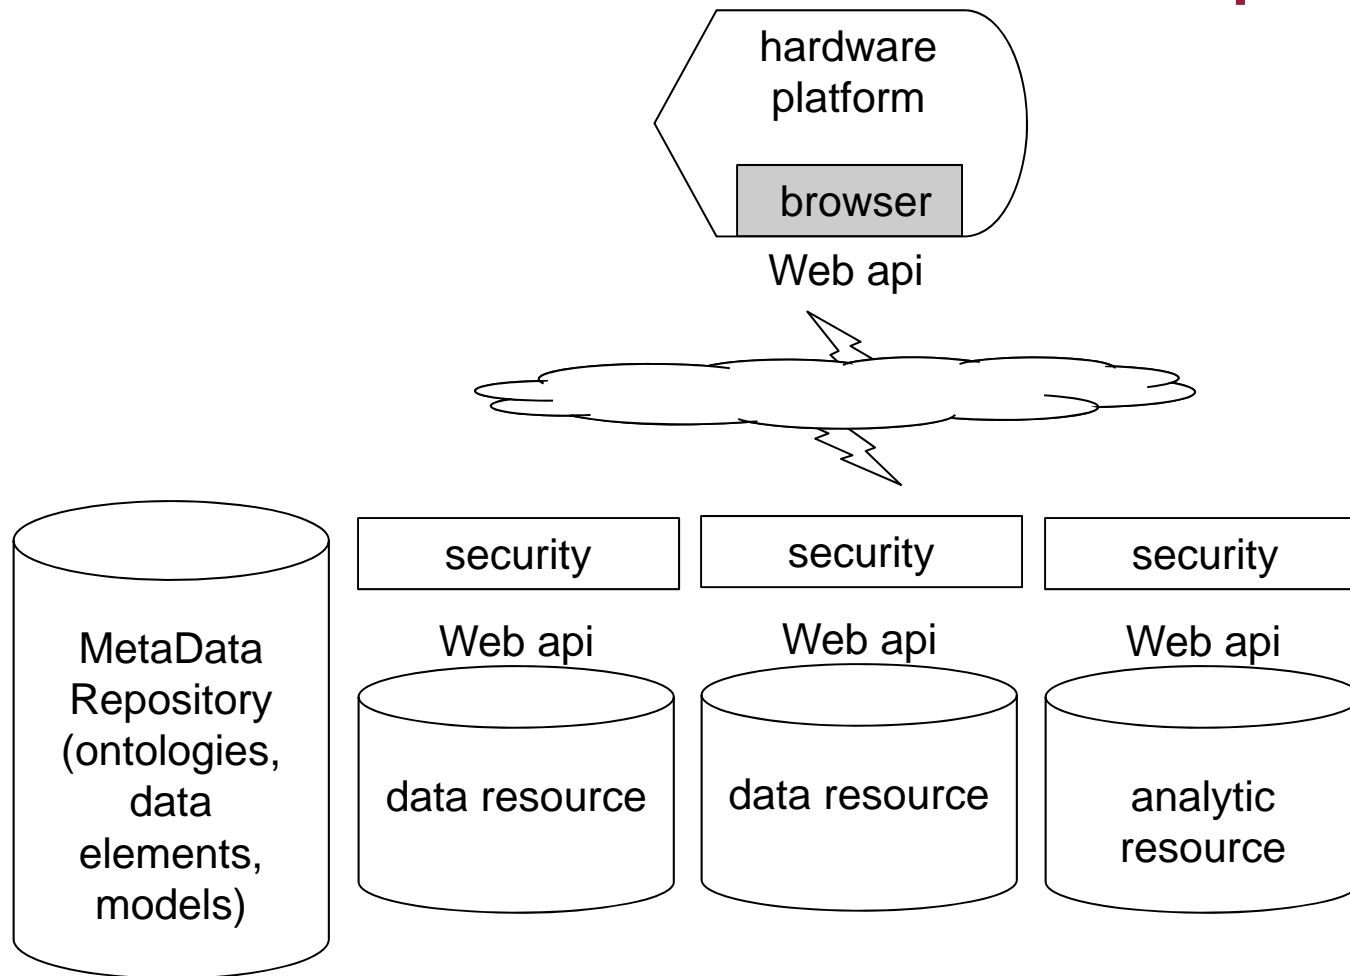 hardware
platform
browser
Web api
security
security
security
MetaData
Repository
(ontologies,
data
elements,
models)
Web api
Web api
Web api
data resource
data resource
analytic
resource